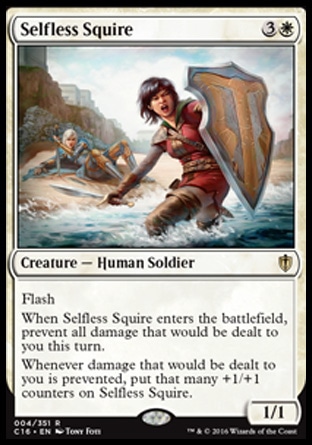 Selfless Squire 3
Creature — Human Soldier
Flash
When Selfless Squire enters the battlefield,
prevent all damage that would be dealt to
you this turn.
Whenever damage that would be dealt to
you is prevented, put that many +1/+1
counters on Selfless Squire.
1/1
004/351 R
C16 • EN Tony Foti
™ & © 2016 Wizards of the Coast